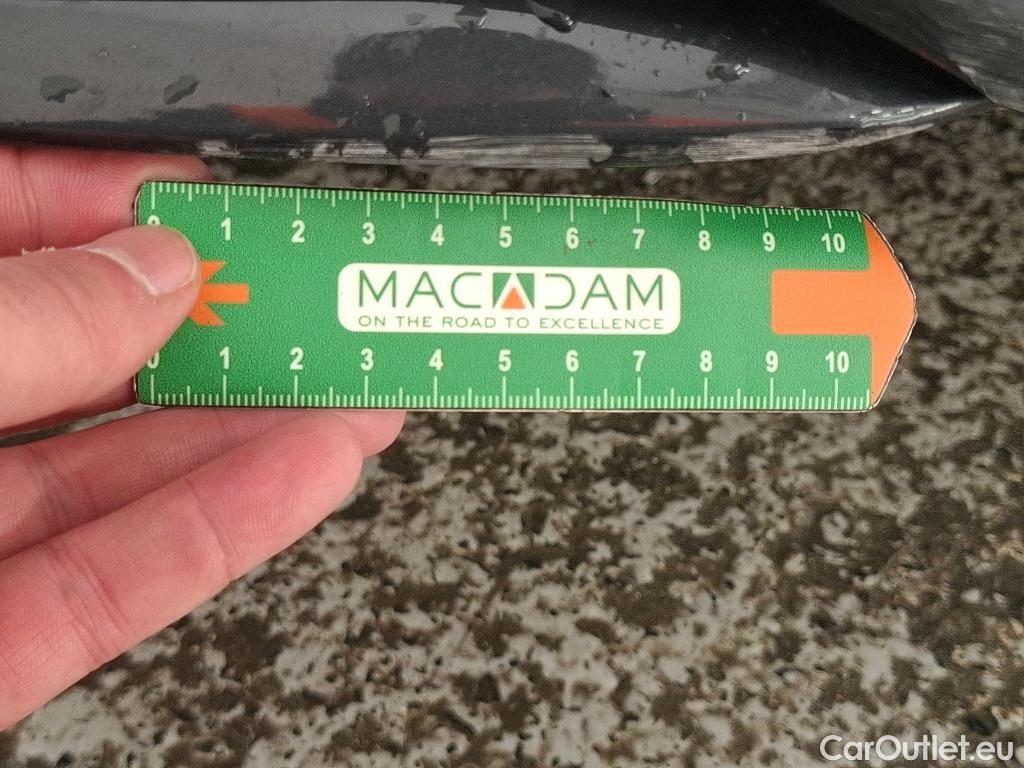 0 1 2 3 4 5 6 7 8 9 10
MACADAM
ON THE ROAD TO EXCELLENCE
0 1 2 3 4 5 6 7 8 9 10
CarOutlet.eu